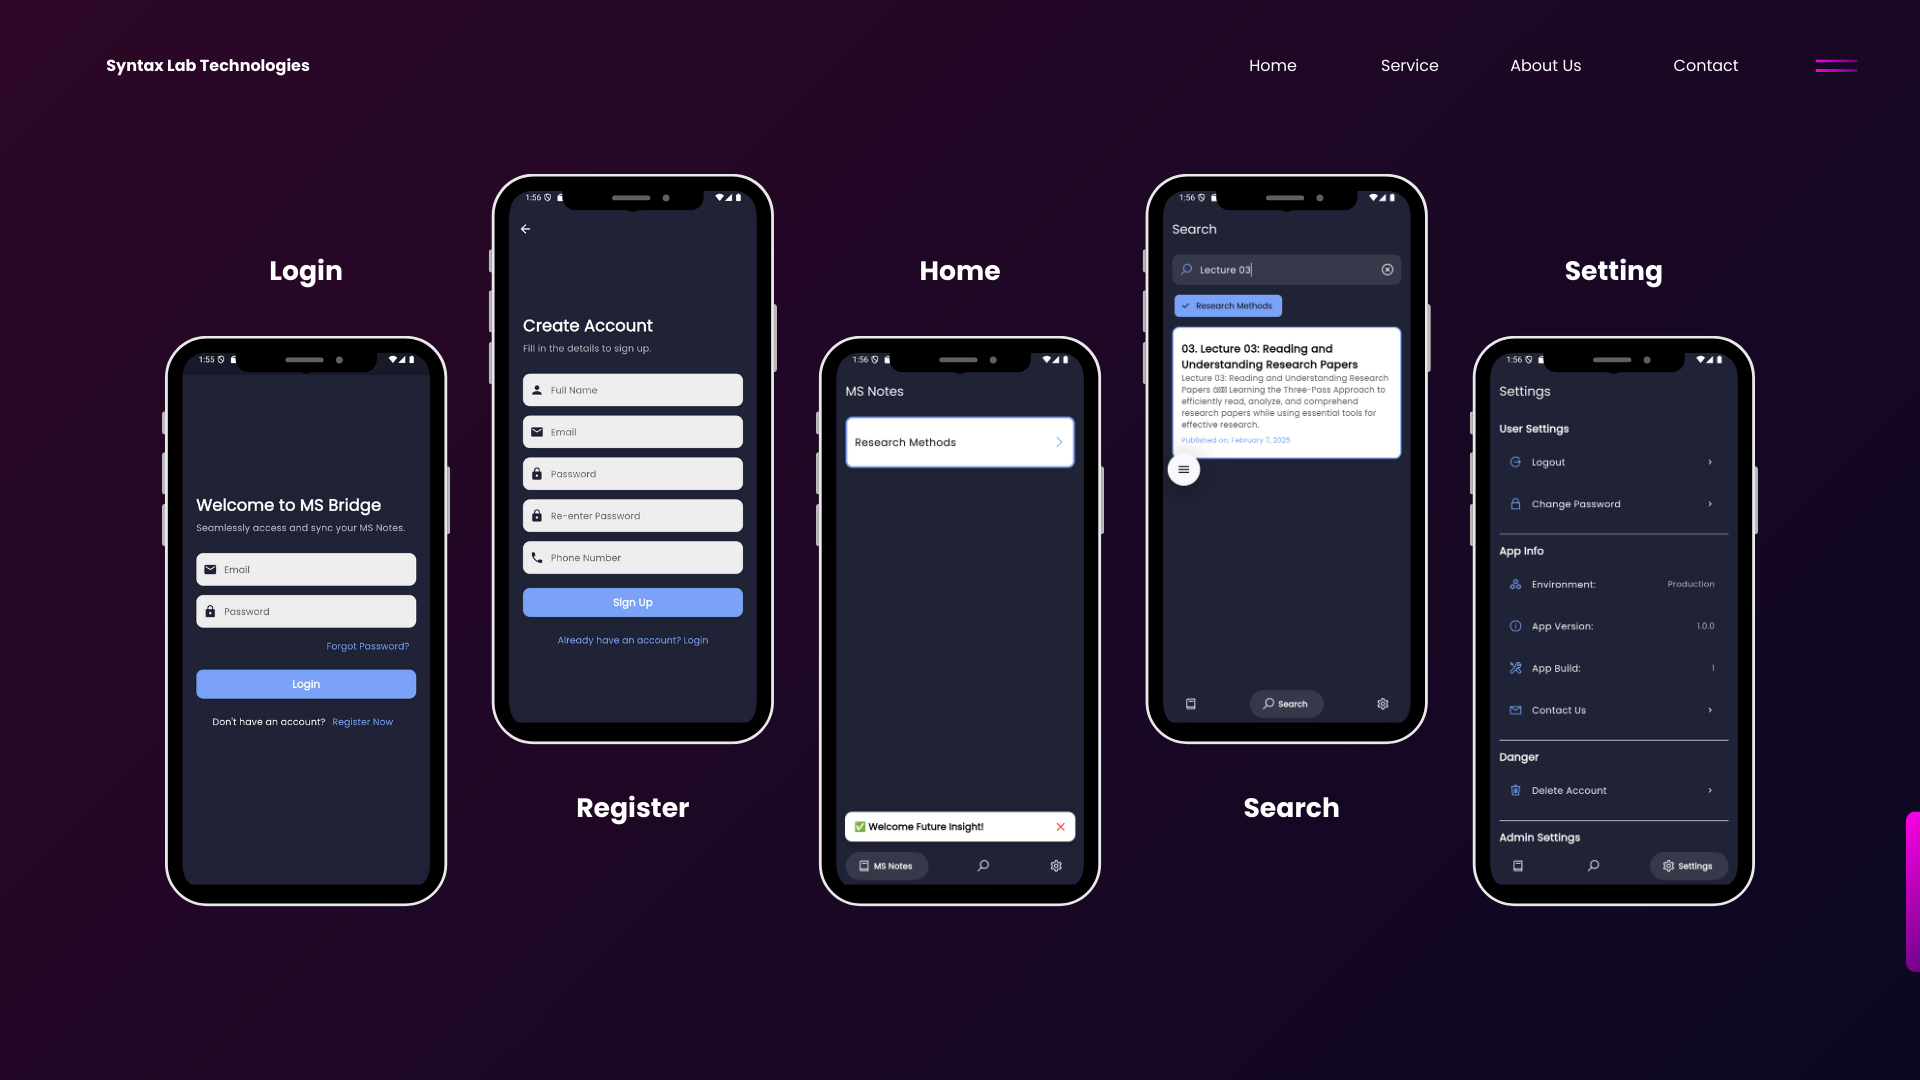 Syntax Lab Technologies
Home
Service
About Us
Contact
Login
1:55
Welcome to MS Bridge
Seamlessly access and sync your MS Notes.
Email
Password
Forgot Password?
Login
Don't have an account? Register Now
1:56
Create Account
Fill in the details to sign up.
Full Name
Email
Password
Re-enter Password
Phone Number
Sign Up
Already have an account? Login
Register
Home
1:56
MS Notes
Research Methods
✅ Welcome Future Insight!
MS Notes
1:56
Search
Lecture 03
Research Methods
03. Lecture 03: Reading and
Understanding Research Papers
Lecture 03: Reading and Understanding Research
Papers Learning the Three-Pass Approach to
efficiently read, analyze, and comprehend
research papers while using essential tools for
effective research.
Published on: February 7, 2025
Search
Search
Setting
1:56
Settings
User Settings
Logout
Change Password
App Info
Environment: Production
App Version: 1.0.0
App Build: 1
Contact Us
Danger
Delete Account
Admin Settings
Settings